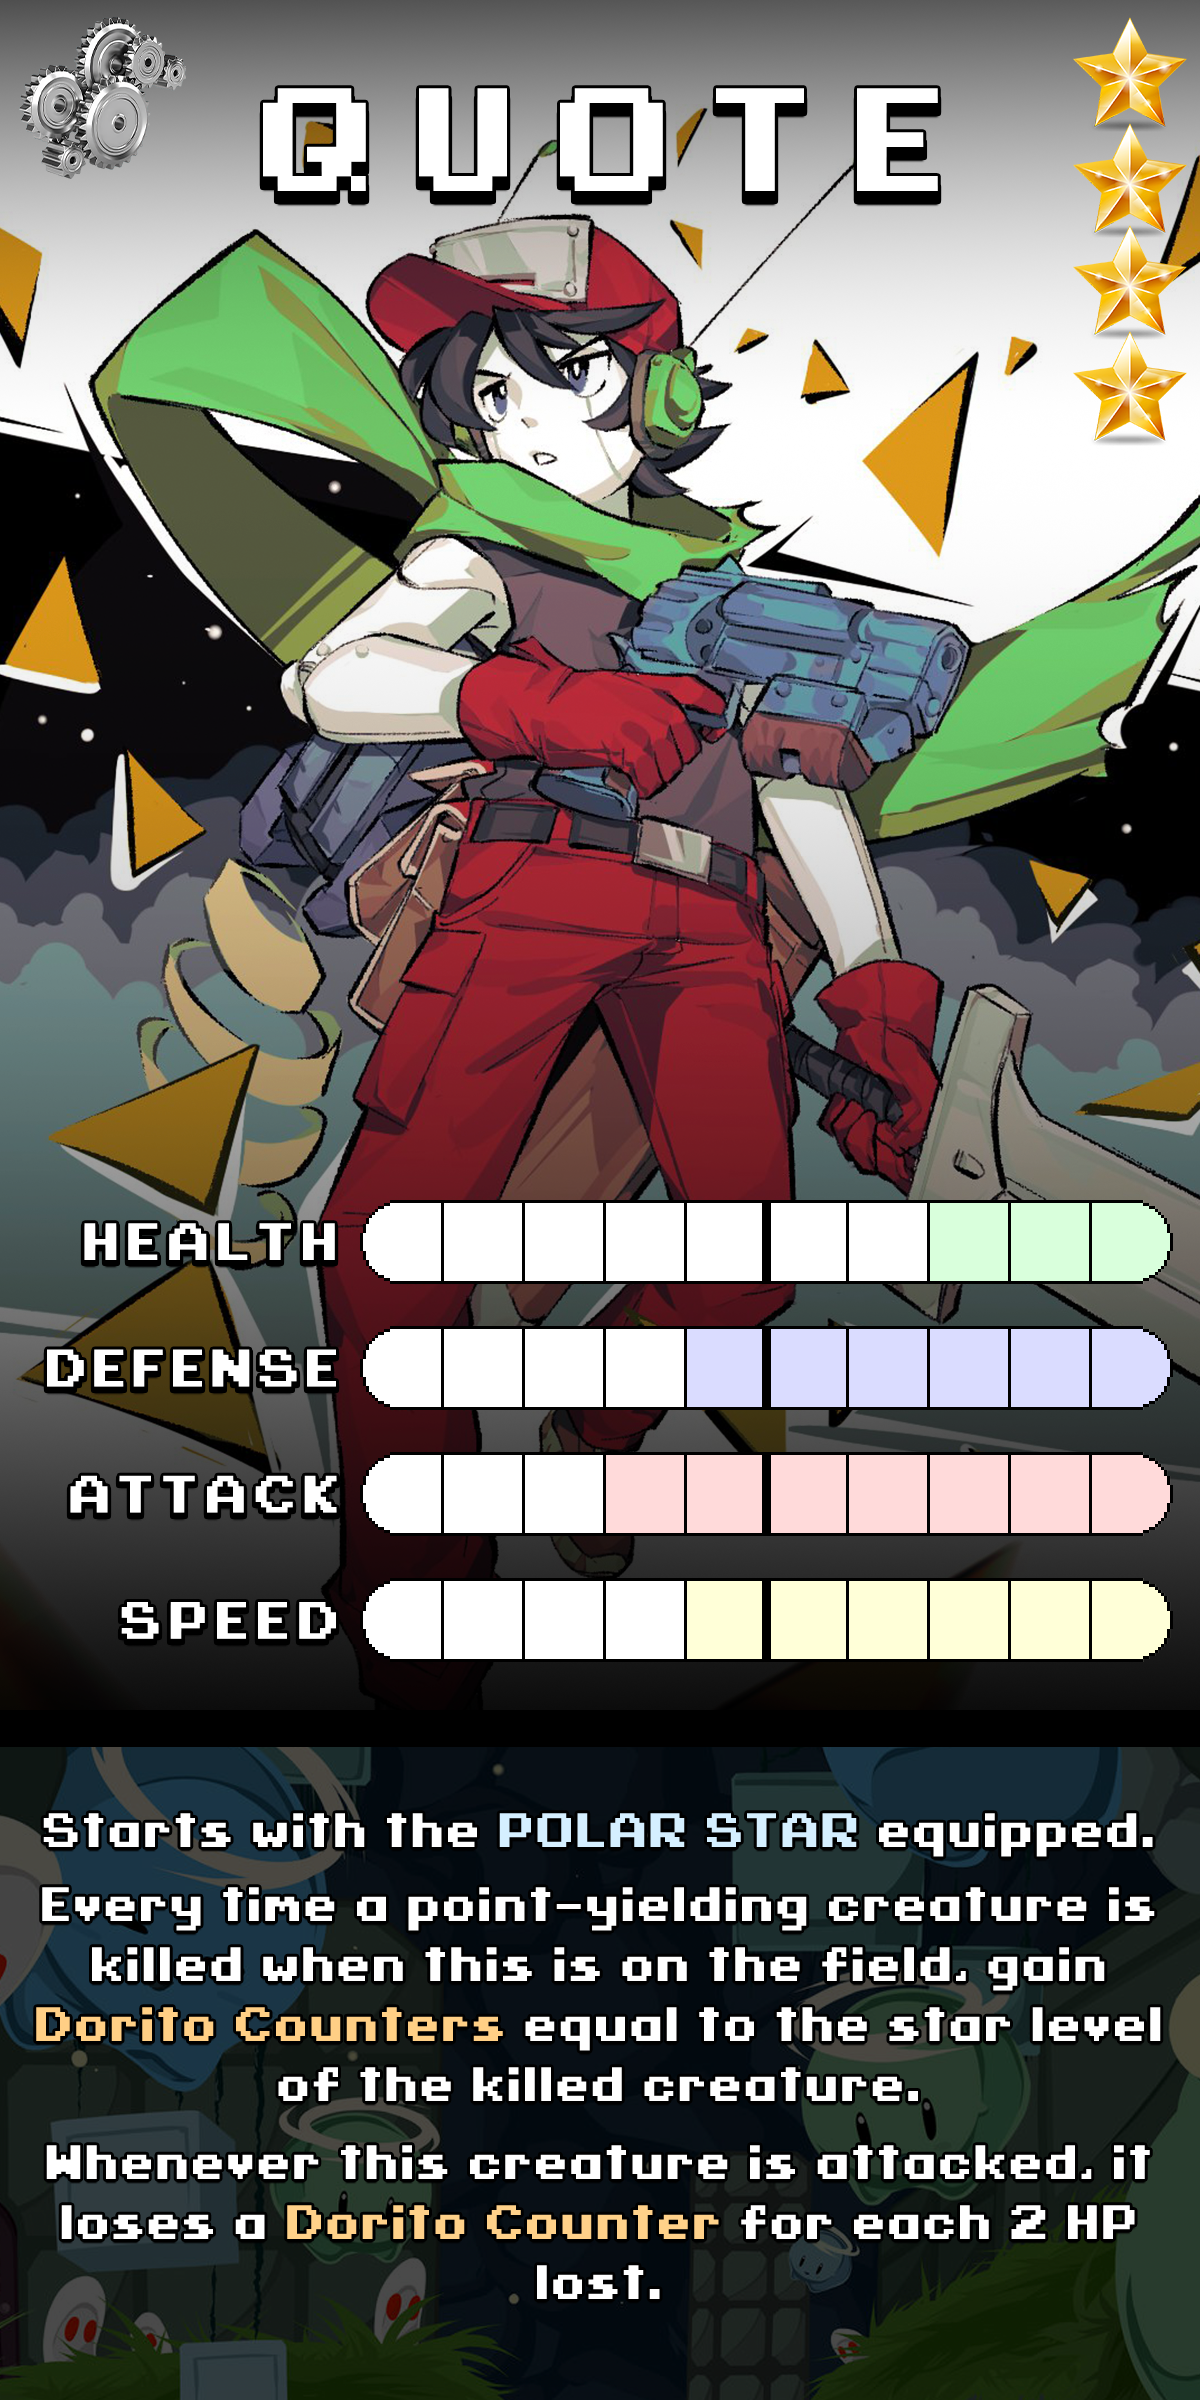 QUOTE
HEALTH
DEFENSE
ATTACK
SPEED
Starts with the POLAR STAR equipped.
Every time a point-yielding creature is
killed when this is on the field, gain
Dorito Counters equal to the star level
of the killed creature.
Whenever this creature is attacked, it
loses a Dorito Counter for each 2 HP
lost.